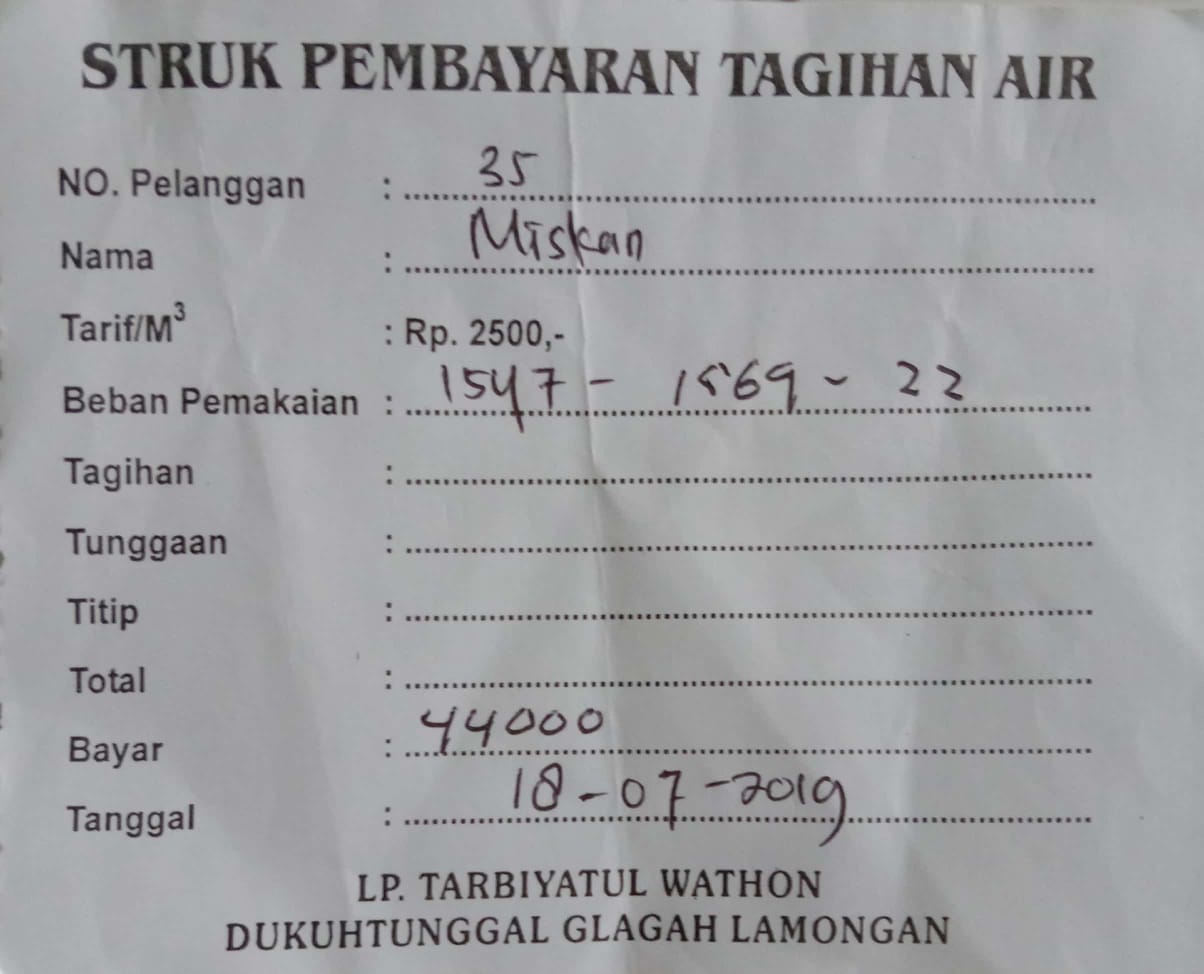 STRUK PEMBAYARAN TAGIHAN AIR
NO. Pelanggan : 35
Nama : Miskan
Tarif/M³ : Rp. 2500,-
Beban Pemakaian : 1547 - 1569 - 22
Tagihan :
Tunggaan :
Titip :
Total :
Bayar : 44000
Tanggal : 18-07-2019
LP. TARBIYATUL WATHON
DUKUHTUNGGAL GLAGAH LAMONGAN